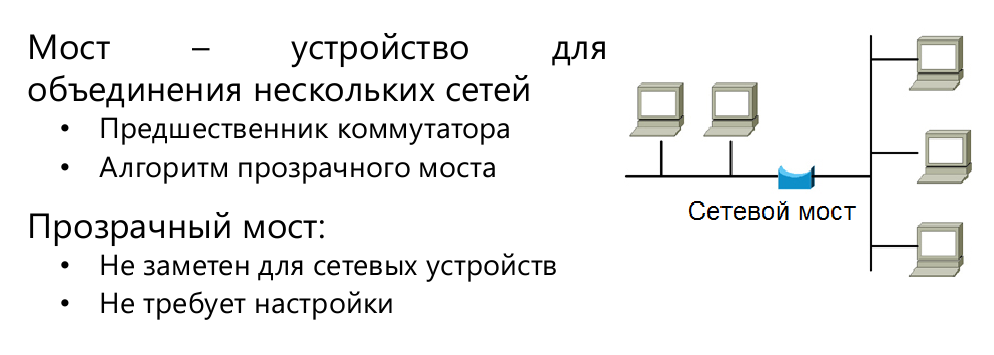 Мост – устройство для
объединения нескольких сетей
• Предшественник коммутатора
• Алгоритм прозрачного моста
Прозрачный мост:
• Не заметен для сетевых устройств
• Не требует настройки
Сетевой мост